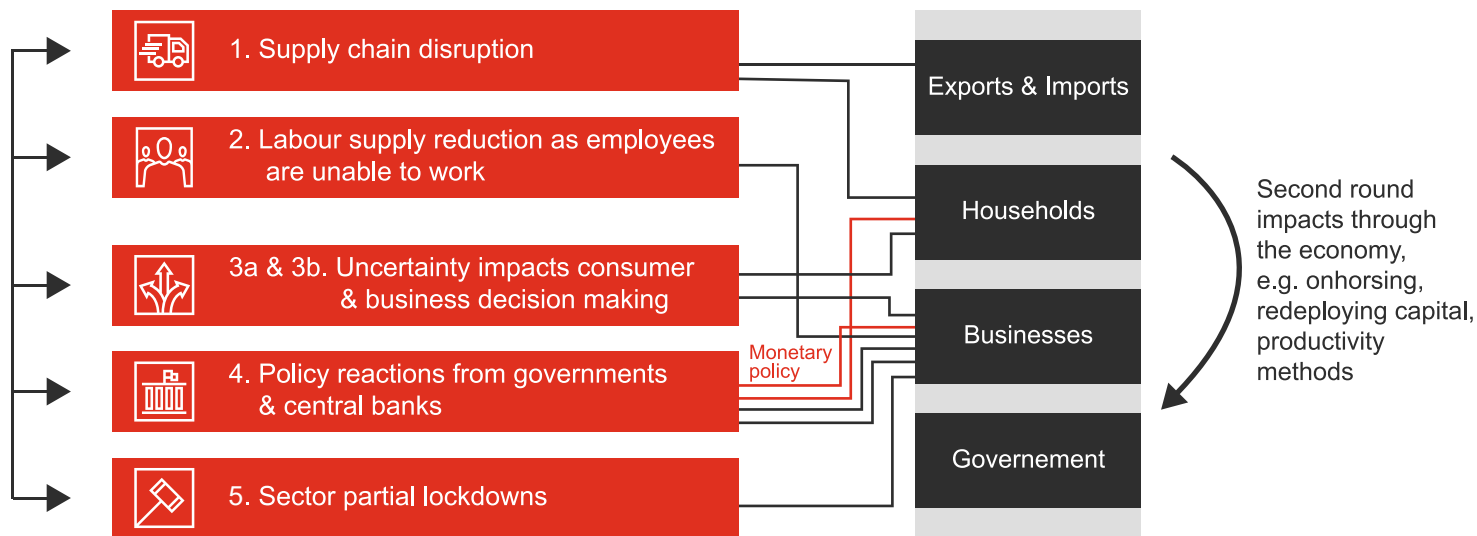 1. Supply chain disruption
2. Labour supply reduction as employees
are unable to work
3a & 3b. Uncertainty impacts consumer
& business decision making
4. Policy reactions from governments
& central banks
5. Sector partial lockdowns
Monetary
policy
Exports & Imports
Households
Businesses
Governement
Second round
impacts through
the economy,
e.g. onhorsing,
redeploying capital,
productivity
methods